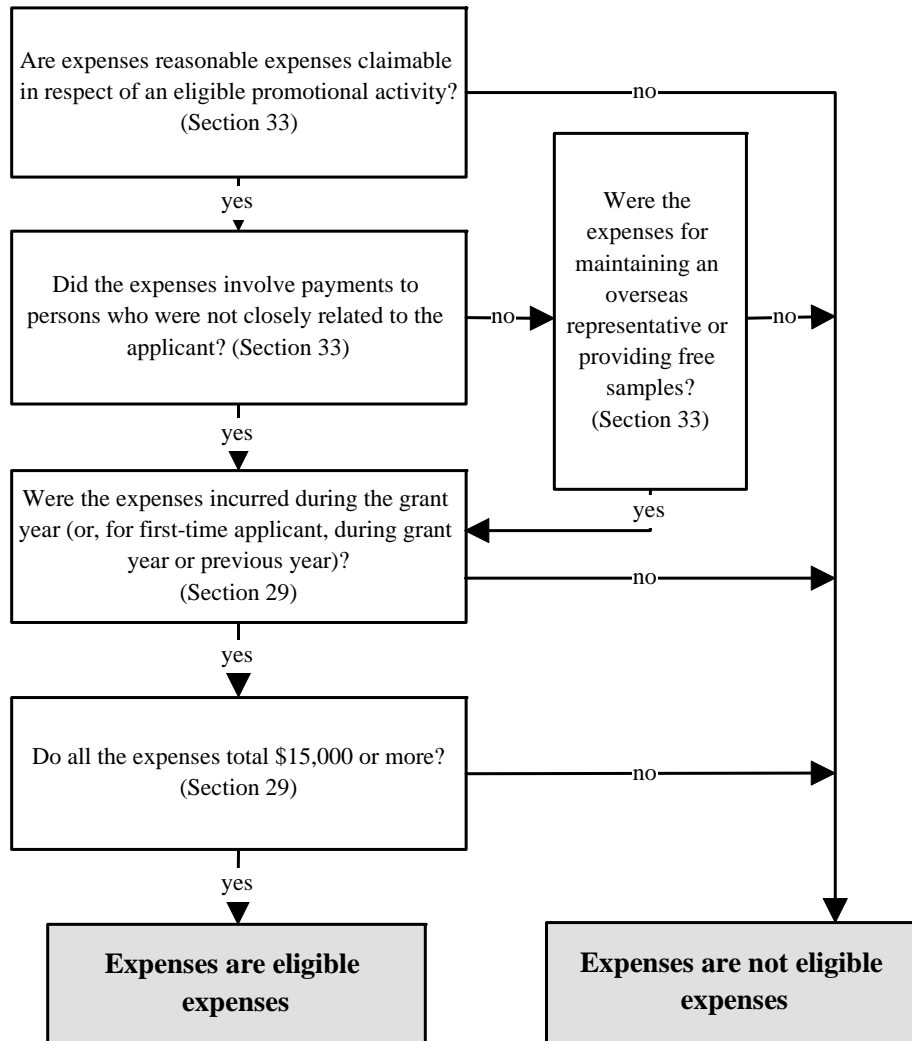 Are expenses reasonable expenses claimable
in respect of an eligible promotional activity?
(Section 33)
no
yes
Were the
expenses for
maintaining an
overseas
representative or
providing free
samples?
(Section 33)
Did the expenses involve payments to
persons who were not closely related to the
applicant? (Section 33)
no
no
yes
yes
Were the expenses incurred during the grant
year (or, for first-time applicant, during grant
year or previous year)?
(Section 29)
no
yes
Do all the expenses total $15,000 or more?
(Section 29)
no
yes
Expenses are eligible
expenses
Expenses are not eligible
expenses